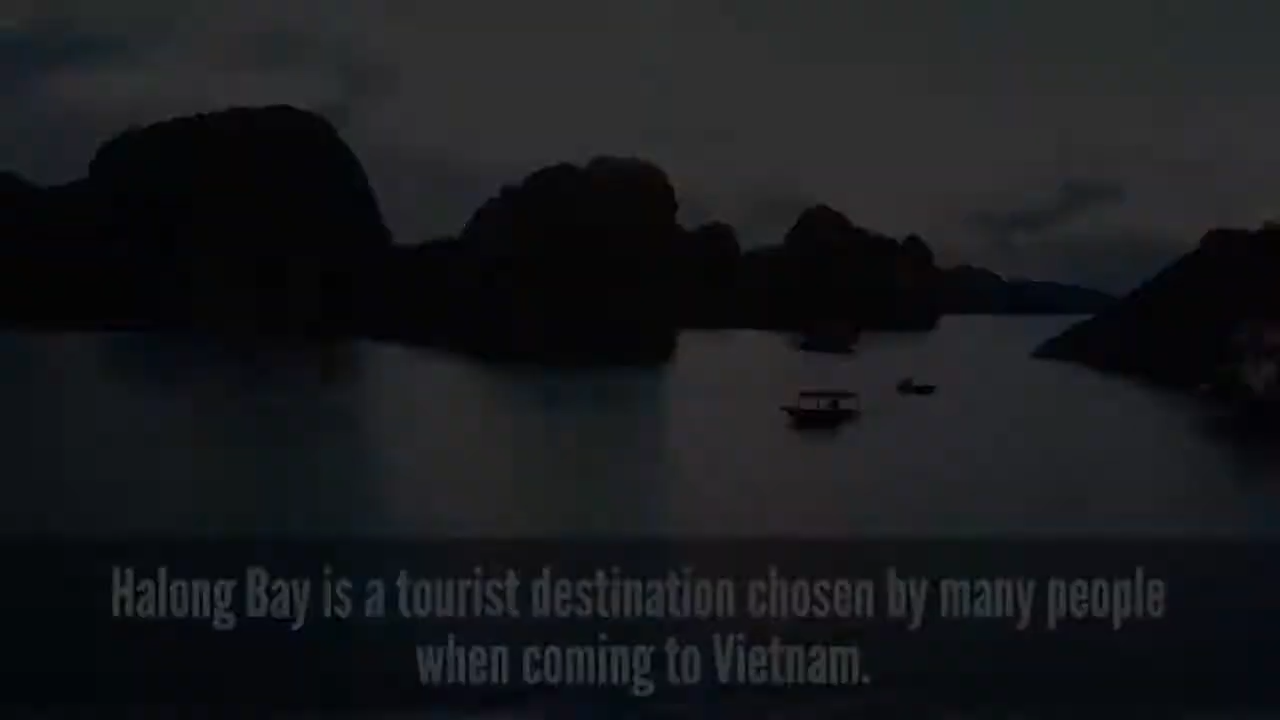 Halong Bay is a tourist destination chosen by many people
when coming to Vietnam.